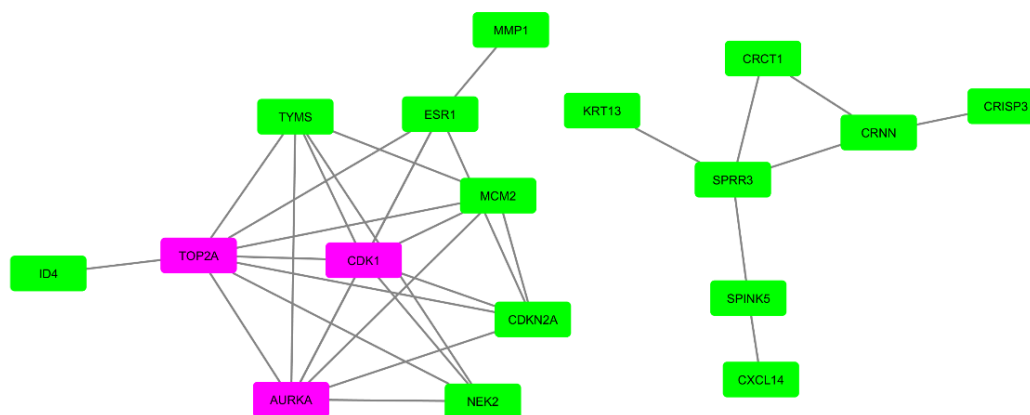 MMP1
CRCT1
KRT13
CRISP3
TYMS
ESR1
CRNN
SPRR3
MCM2
TOP2A
CDK1
ID4
SPINK5
CDKN2A
CXCL14
AURKA
NEK2